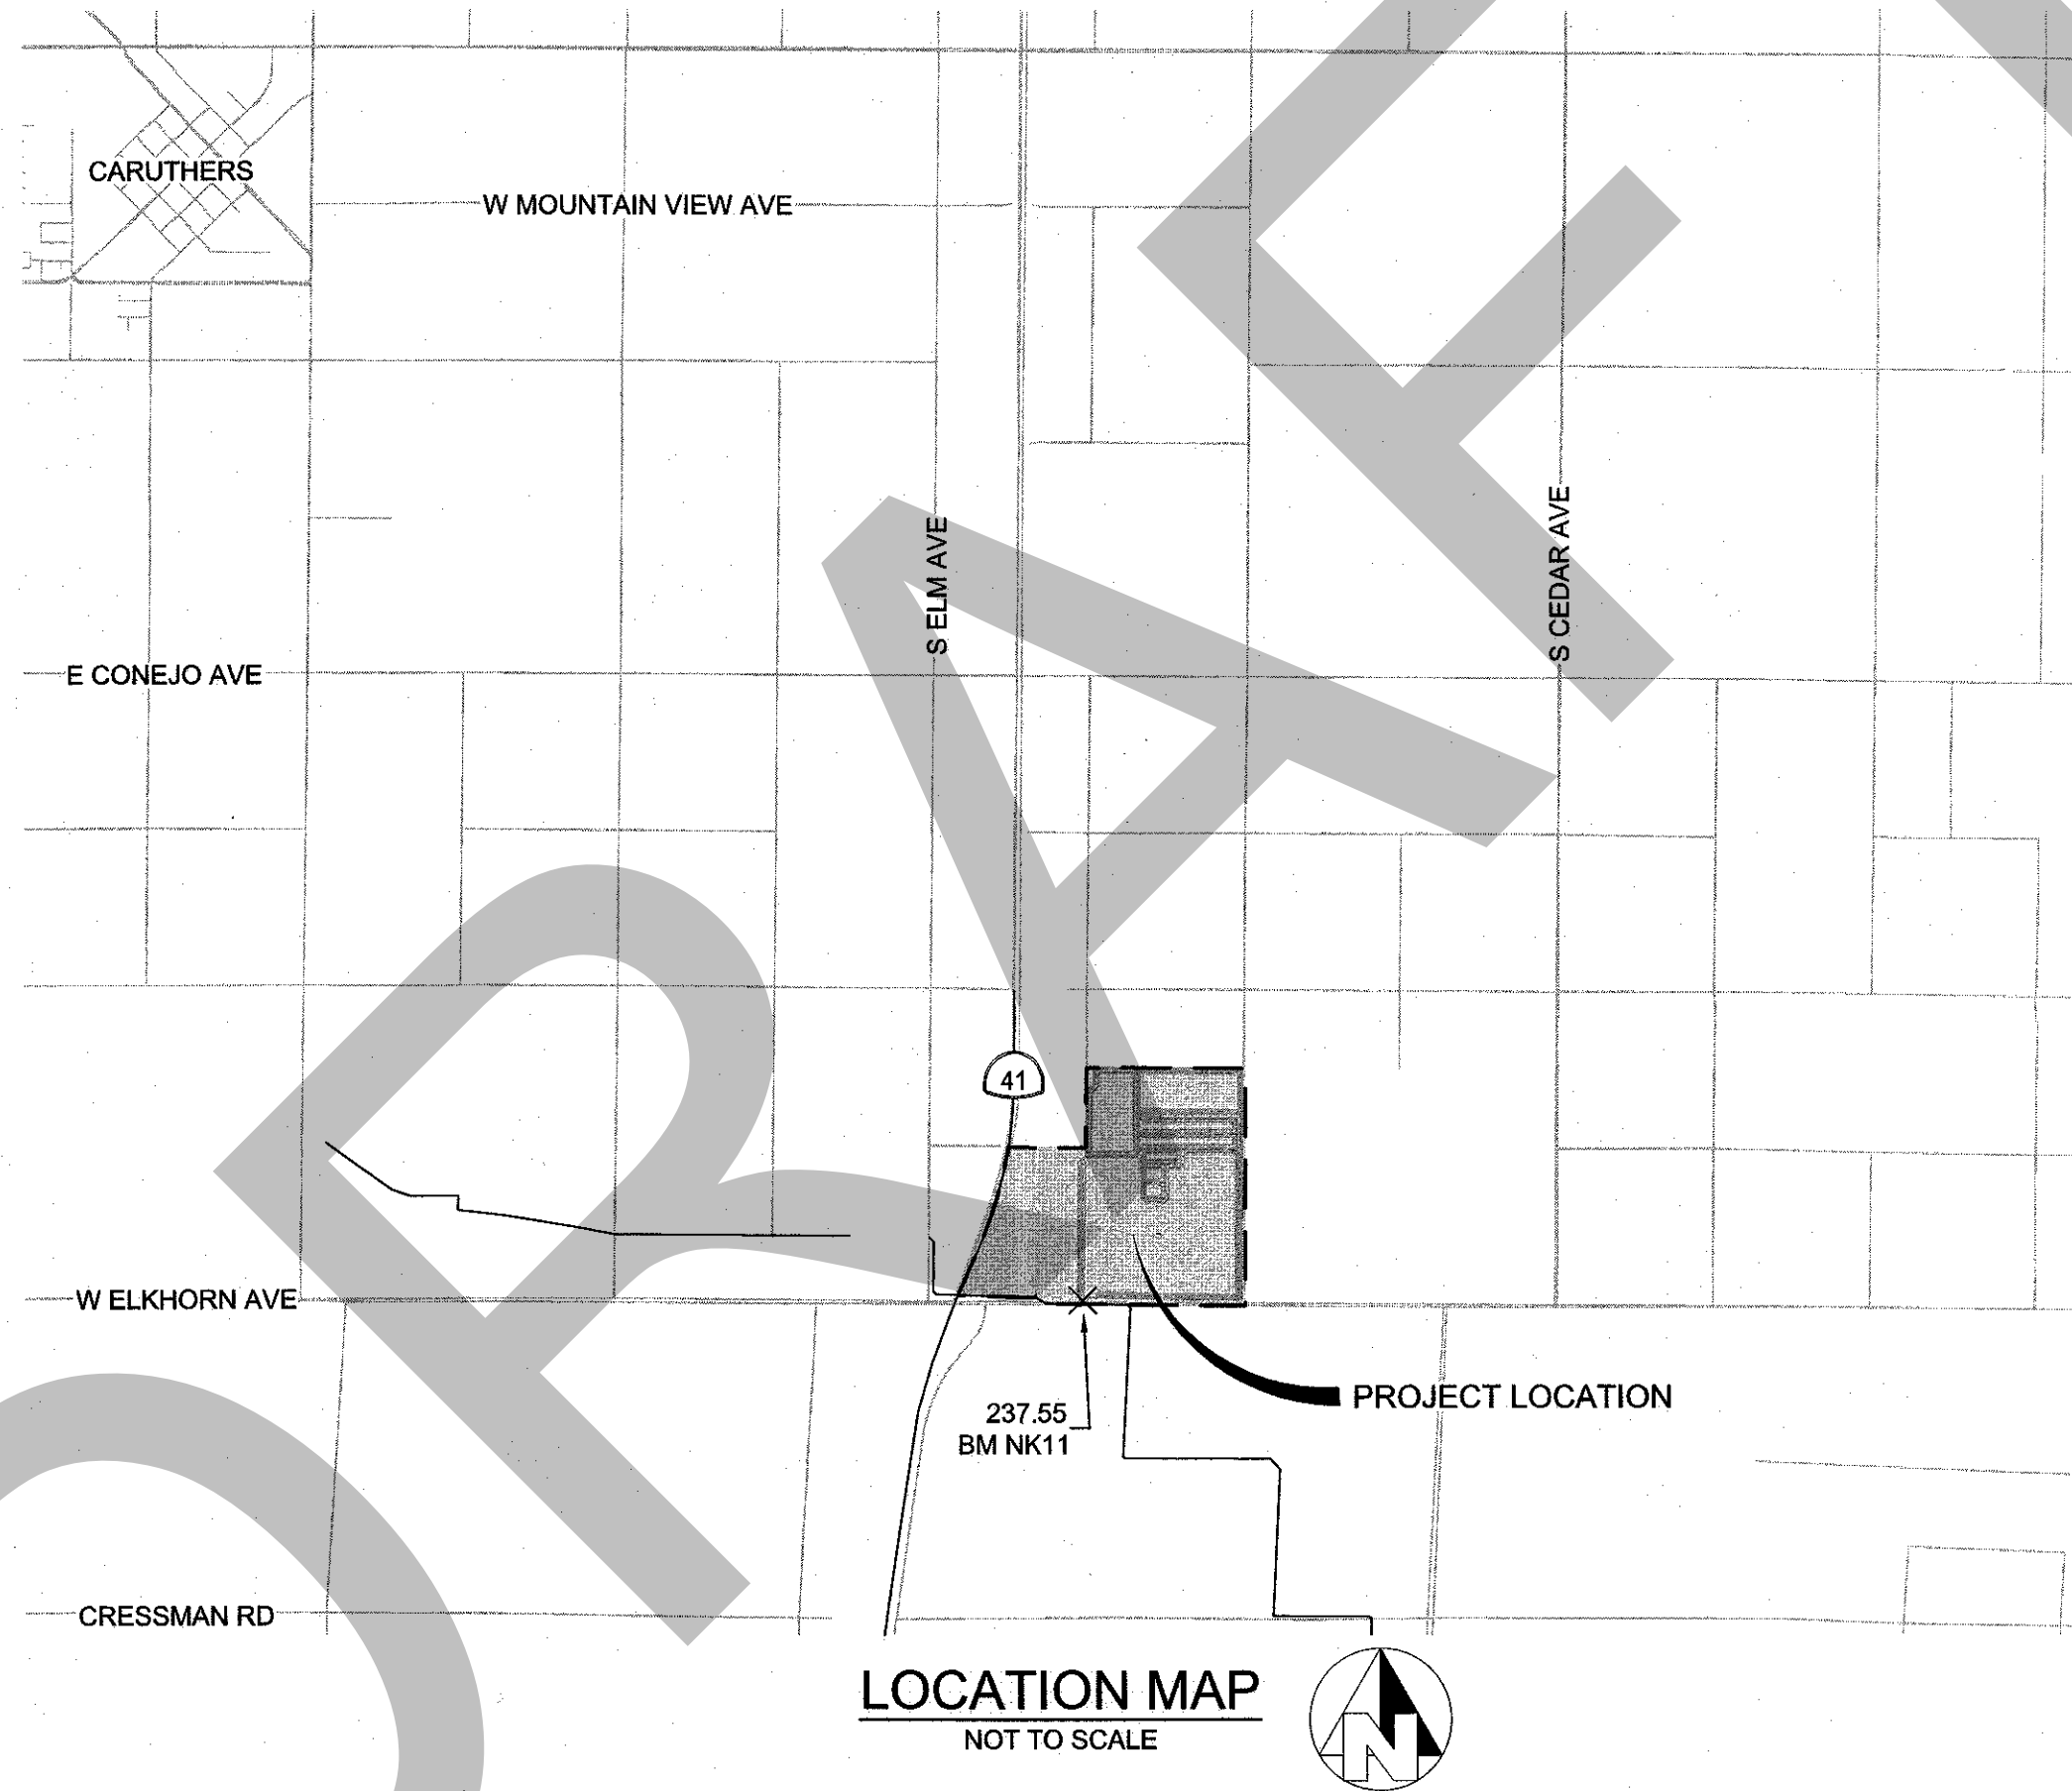 CARUTHERS
W MOUNTAIN VIEW AVE
S ELM AVE
S CEDAR AVE
E CONEJO AVE
41
W ELKHORN AVE
PROJECT LOCATION
237.55
BM NK11
CRESSMAN RD
LOCATION MAP
NOT TO SCALE
N
DRAF